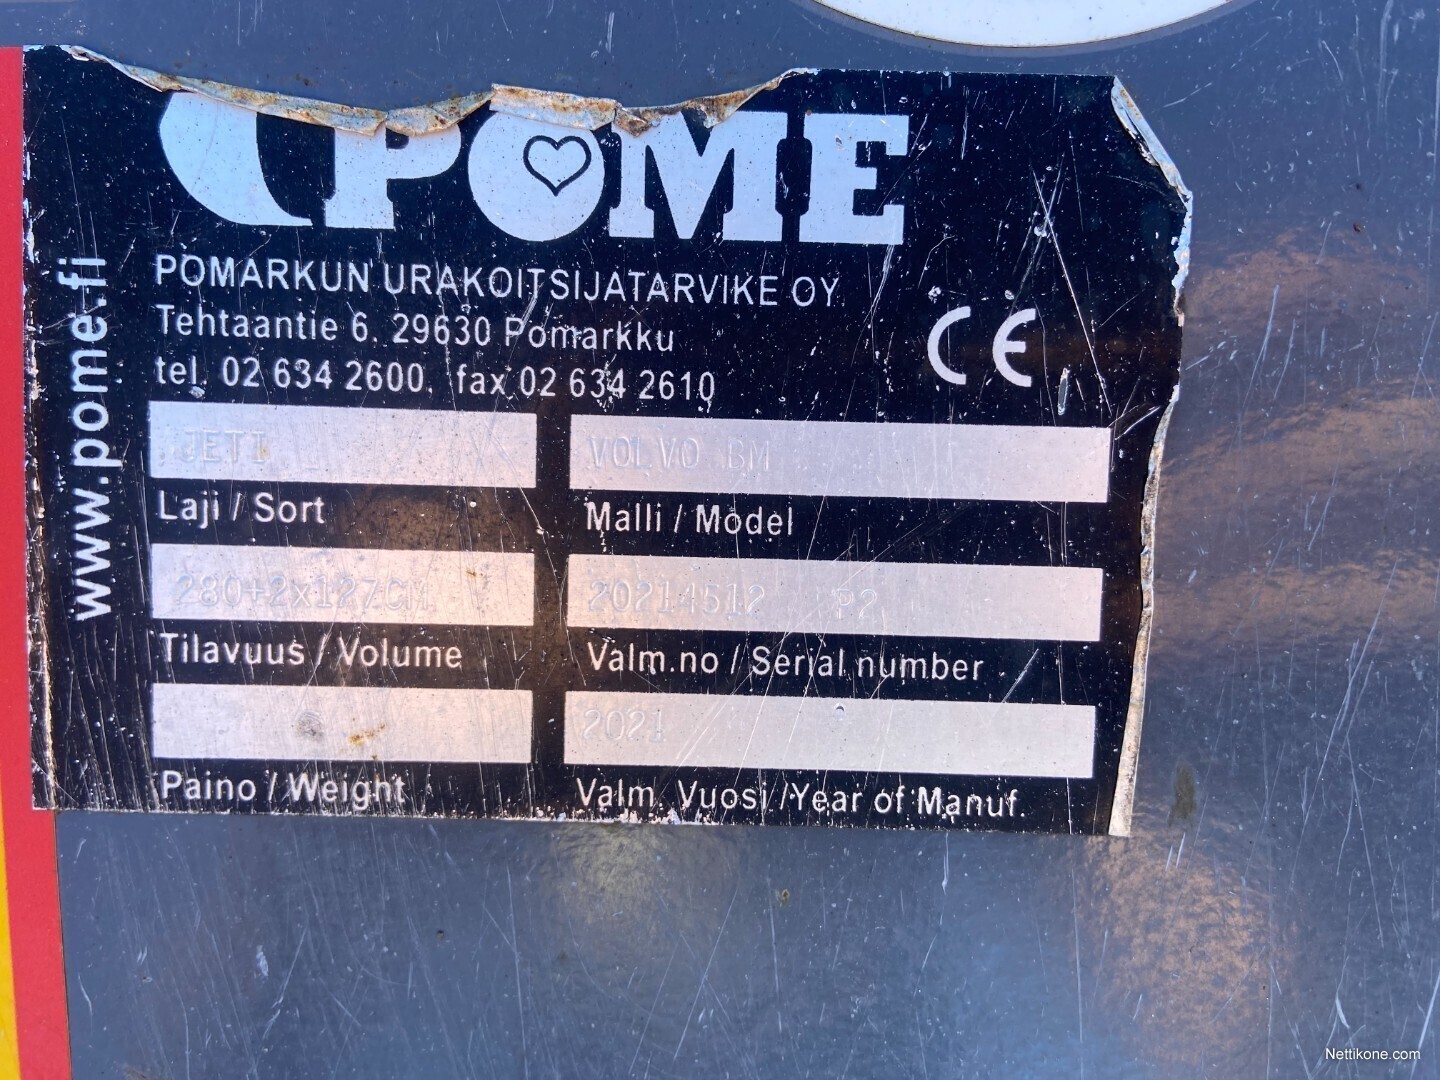 POME
POMARKUN URAKOITSIJATARVIKE OY
Tehtaantie 6, 29630 Pomarkku
tel. 02 634 2600, fax 02 634 2610
CE
www.pome.fi
JETI
VOLVO BM
Laji / Sort
Malli / Model
280+2x127CM
20214512 P2
Tilavuus / Volume
Valm.no / Serial number
2021
Paino / Weight
Valm. Vuosi / Year of Manuf.
Nettikone.com